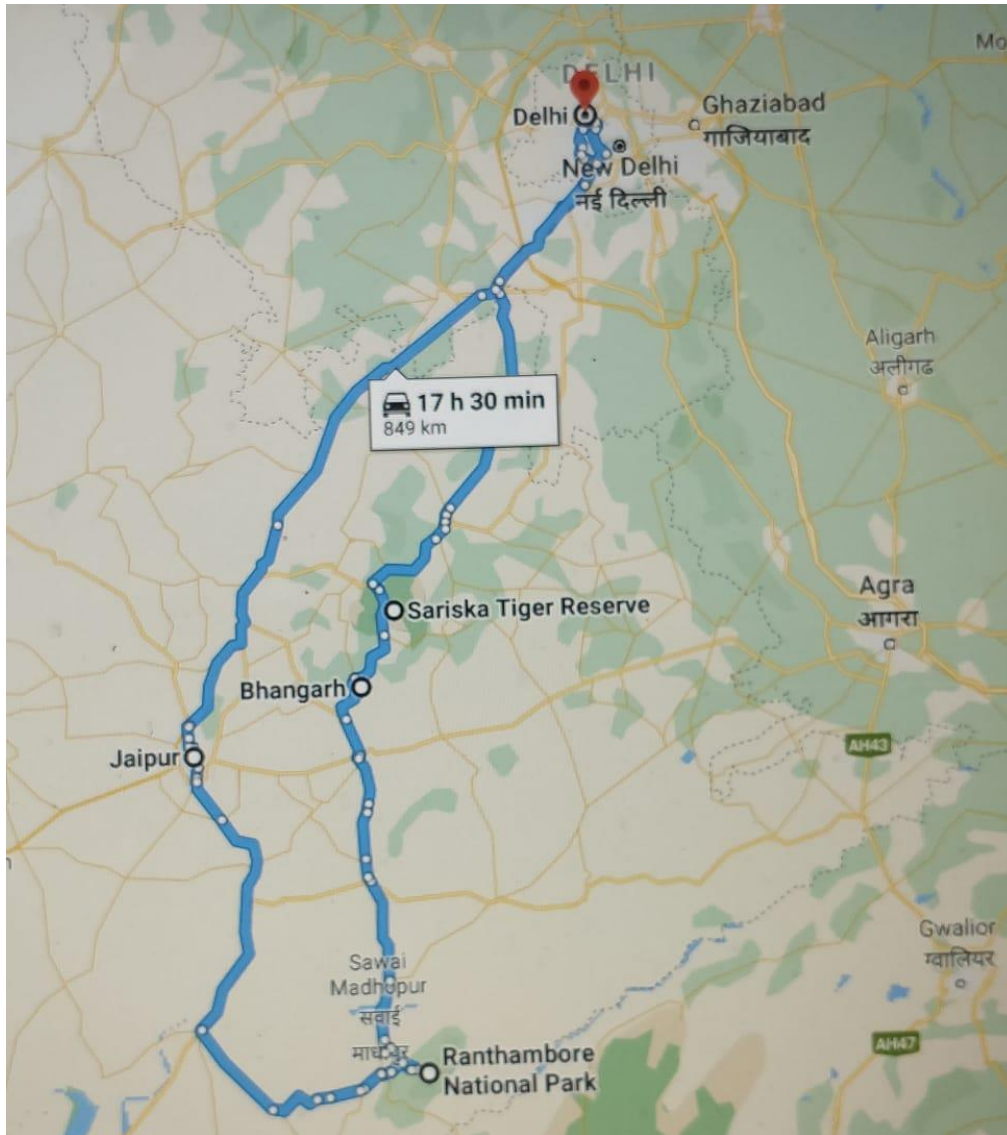 Mo
DELHI
Delhi
Ghaziabad
गाजियाबाद
New Delhi
नई दिल्ली
Aligarh
अलीगढ
17 h 30 min
849 km
Agra
आगरा
Sariska Tiger Reserve
Bhangarh
Jaipur
AH43
Gwalior
ग्वालियर
Sawai
Madhopur
सवाई
Ranthambore
National Park
AH47